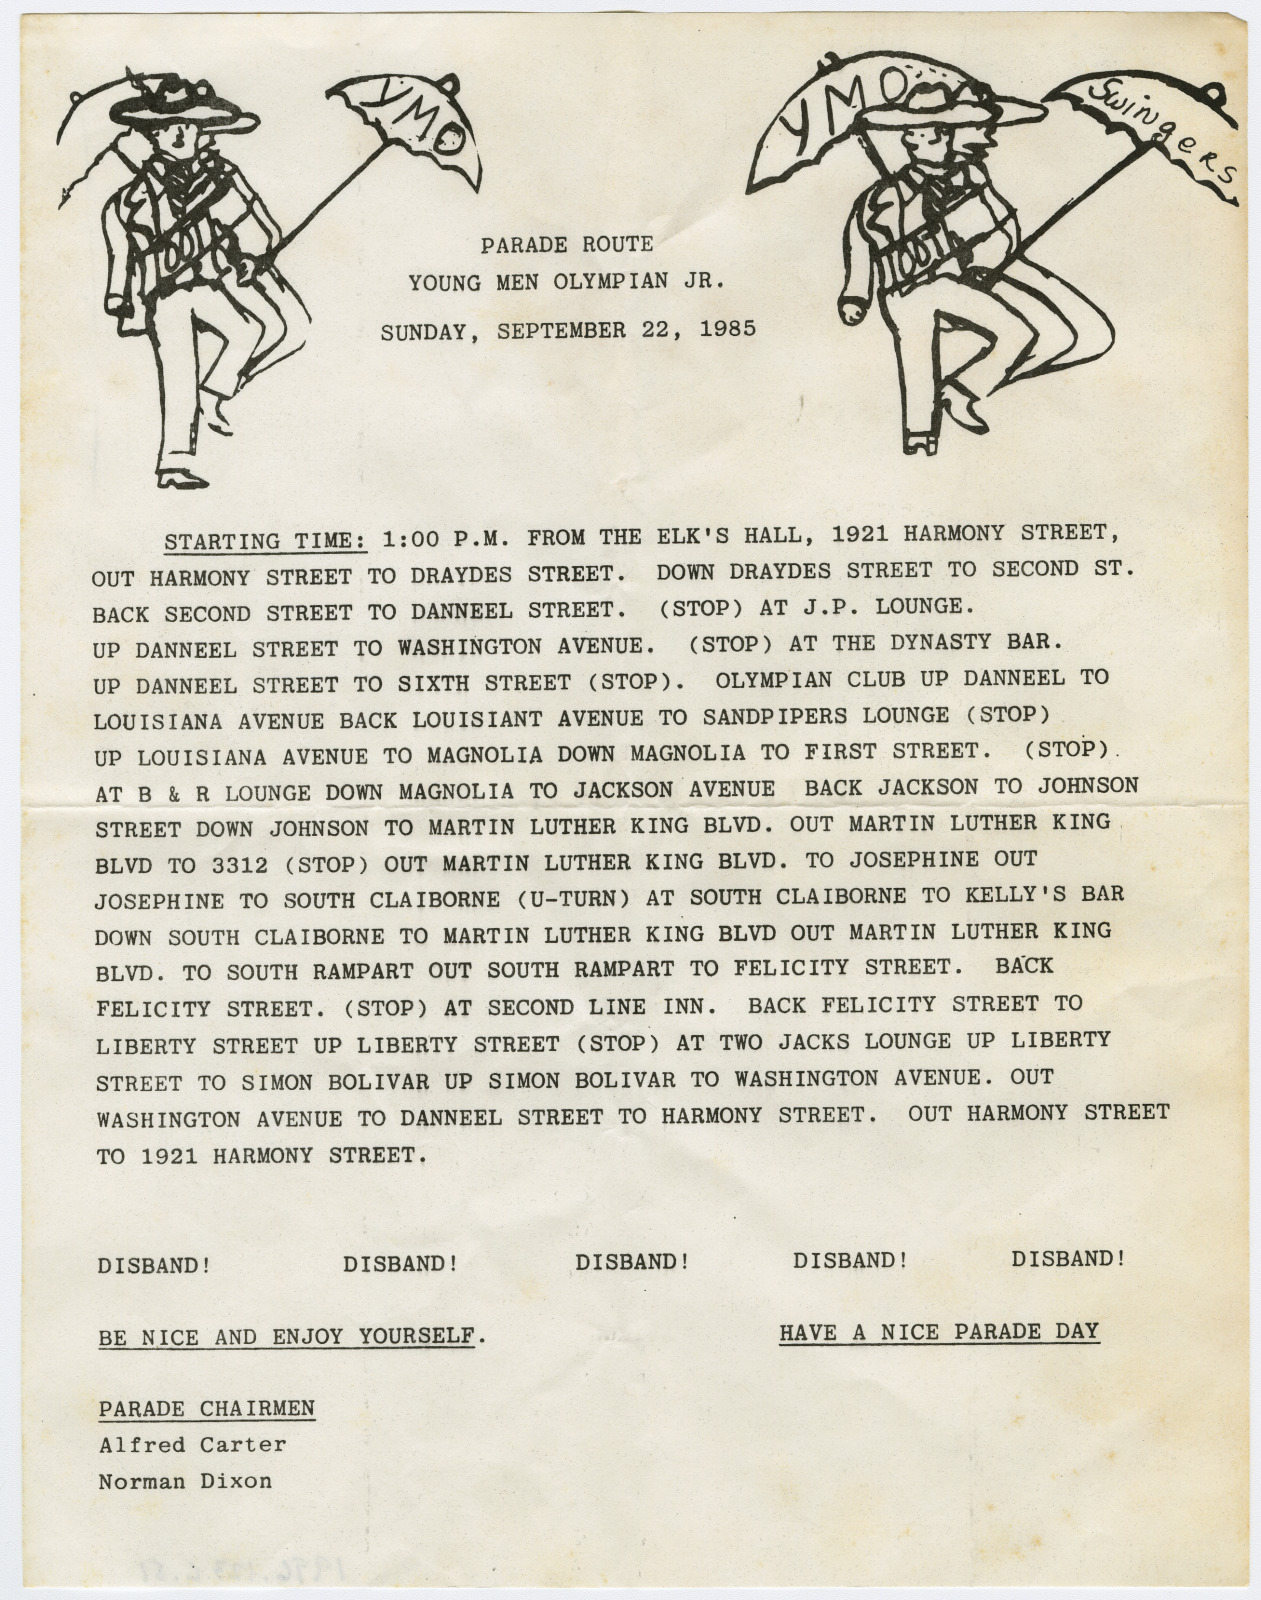 YMO
YMO
Swingers
PARADE ROUTE
YOUNG MEN OLYMPIAN JR.
SUNDAY, SEPTEMBER 22, 1985
STARTING TIME: 1:00 P.M. FROM THE ELK'S HALL, 1921 HARMONY STREET,
OUT HARMONY STREET TO DRAYDES STREET. DOWN DRAYDES STREET TO SECOND ST.
BACK SECOND STREET TO DANNEEL STREET. (STOP) AT J.P. LOUNGE.
UP DANNEEL STREET TO WASHINGTON AVENUE. (STOP) AT THE DYNASTY BAR.
UP DANNEEL STREET TO SIXTH STREET (STOP). OLYMPIAN CLUB UP DANNEEL TO
LOUISIANA AVENUE BACK LOUISIANT AVENUE TO SANDPIPERS LOUNGE (STOP)
UP LOUISIANA AVENUE TO MAGNOLIA DOWN MAGNOLIA TO FIRST STREET. (STOP).
AT B & R LOUNGE DOWN MAGNOLIA TO JACKSON AVENUE BACK JACKSON TO JOHNSON
STREET DOWN JOHNSON TO MARTIN LUTHER KING BLVD. OUT MARTIN LUTHER KING
BLVD TO 3312 (STOP) OUT MARTIN LUTHER KING BLVD. TO JOSEPHINE OUT
JOSEPHINE TO SOUTH CLAIBORNE (U-TURN) AT SOUTH CLAIBORNE TO KELLY'S BAR
DOWN SOUTH CLAIBORNE TO MARTIN LUTHER KING BLVD OUT MARTIN LUTHER KING
BLVD. TO SOUTH RAMPART OUT SOUTH RAMPART TO FELICITY STREET. BACK
FELICITY STREET. (STOP) AT SECOND LINE INN. BACK FELICITY STREET TO
LIBERTY STREET UP LIBERTY STREET (STOP) AT TWO JACKS LOUNGE UP LIBERTY
STREET TO SIMON BOLIVAR UP SIMON BOLIVAR TO WASHINGTON AVENUE. OUT
WASHINGTON AVENUE TO DANNEEL STREET TO HARMONY STREET. OUT HARMONY STREET
TO 1921 HARMONY STREET.
DISBAND! DISBAND! DISBAND! DISBAND! DISBAND!
BE NICE AND ENJOY YOURSELF. HAVE A NICE PARADE DAY
PARADE CHAIRMEN
Alfred Carter
Norman Dixon